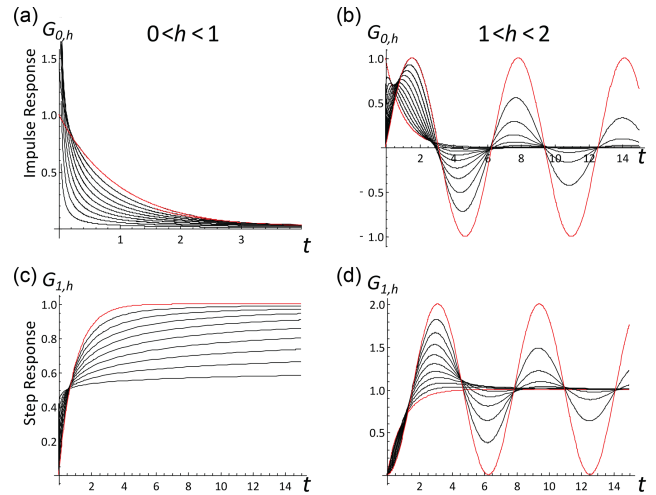 (a)
G0,h
0<h<1
Impulse Response
1.5
1.0
0.5
1
2
3
t
(b)
G0,h
1<h<2
1.0
0.5
- 0.5
- 1.0
2
4
6
8
10
12
14
t
(c)
G1,h
Step Response
1.0
0.8
0.6
0.4
0.2
2
4
6
8
10
12
14
t
(d)
G1,h
2.0
1.5
1.0
0.5
2
4
6
8
10
12
14
t